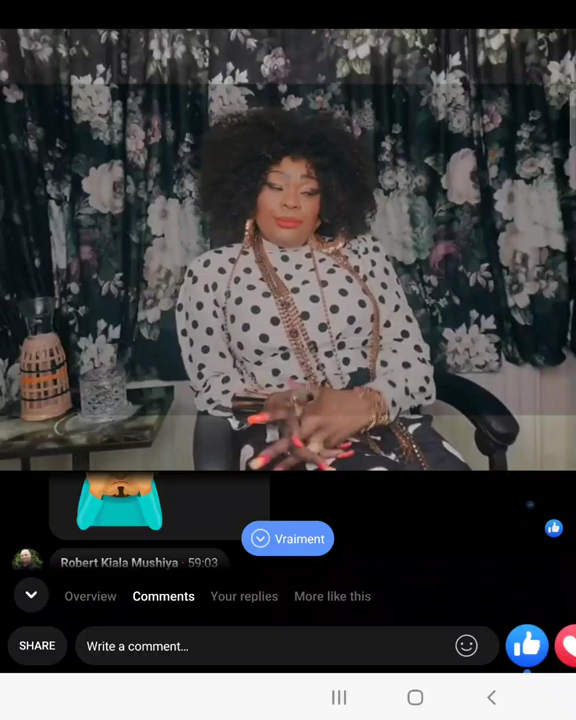 Vraiment
Robert Kiala Mushiya · 59:03
Overview Comments Your replies More like this
SHARE Write a comment...